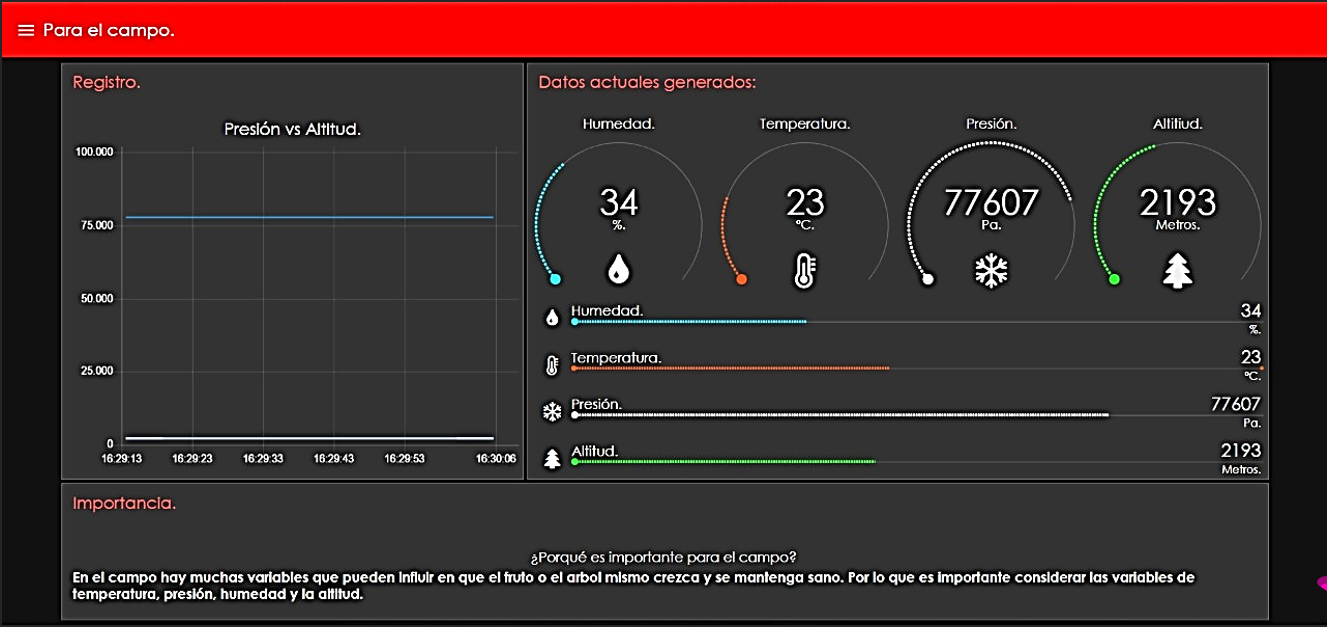 Para el campo.
Registro.
Presión vs Altitud.
100.000
75.000
50.000
25.000
0
16:29:13 16:29:23 16:29:33 16:29:43 16:29:53 16:30:06
Datos actuales generados:
Humedad. Temperatura. Presión. Altitiud.
34 23 77607 2193
%. ºC. Pa. Metros.
Humedad. 34
%.
Temperatura. 23
ºC.
Presión. 77607
Pa.
Altitud. 2193
Metros.
Importancia.
¿Porqué es importante para el campo?
En el campo hay muchas variables que pueden influir en que el fruto o el arbol mismo crezca y se mantenga sano. Por lo que es importante considerar las variables de
temperatura, presión, humedad y la altitud.